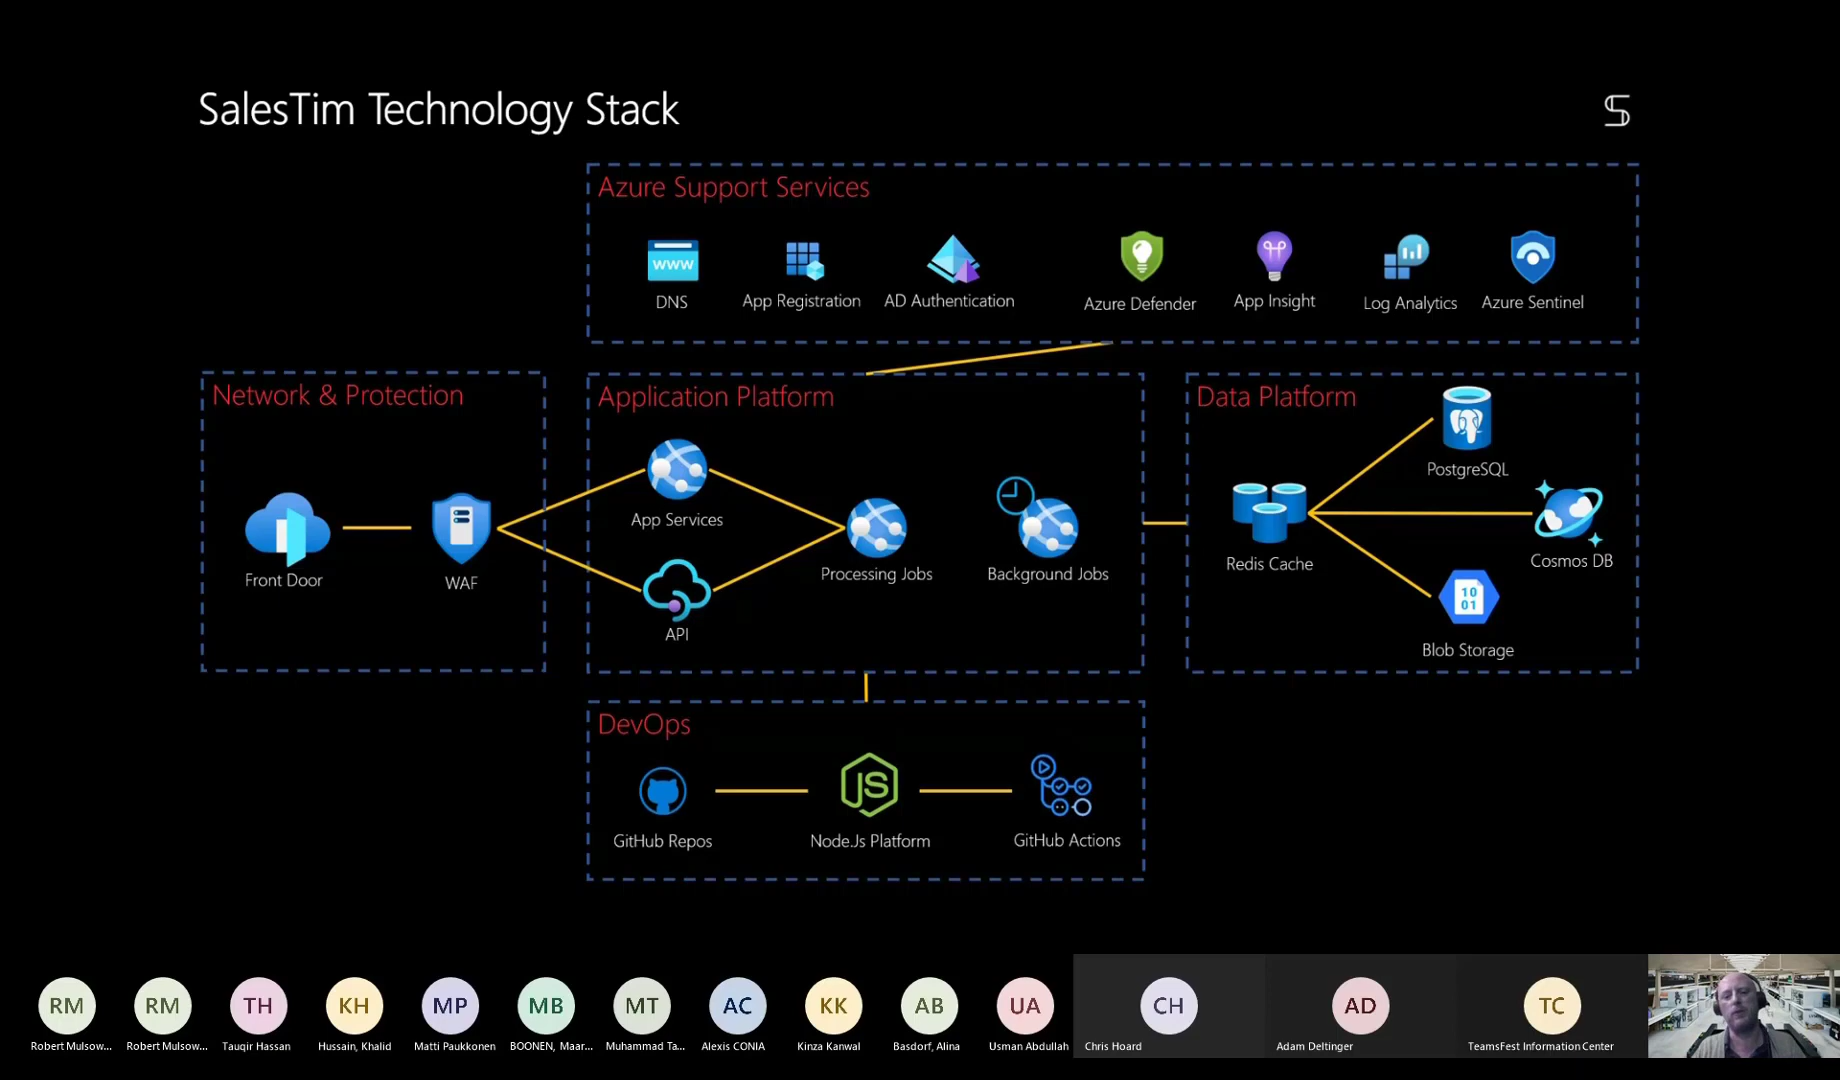 SalesTim Technology Stack
Azure Support Services
www
DNS
App Registration
AD Authentication
Azure Defender
App Insight
Log Analytics
Azure Sentinel
Network & Protection
Front Door
WAF
Application Platform
App Services
API
Processing Jobs
Background Jobs
Data Platform
PostgreSQL
Redis Cache
Cosmos DB
10
01
Blob Storage
DevOps
GitHub Repos
JS
Node.Js Platform
GitHub Actions
RM
Robert Mulsow...
RM
Robert Mulsow...
TH
Tauqir Hassan
KH
Hussain, Khalid
MP
Matti Paukkonen
MB
BOONEN, Maar...
MT
Muhammad Ta...
AC
Alexis CONIA
KK
Kinza Kanwal
AB
Basdorf, Alina
UA
Usman Abdullah
CH
Chris Hoard
AD
Adam Deltinger
TC
TeamsFest Information Center